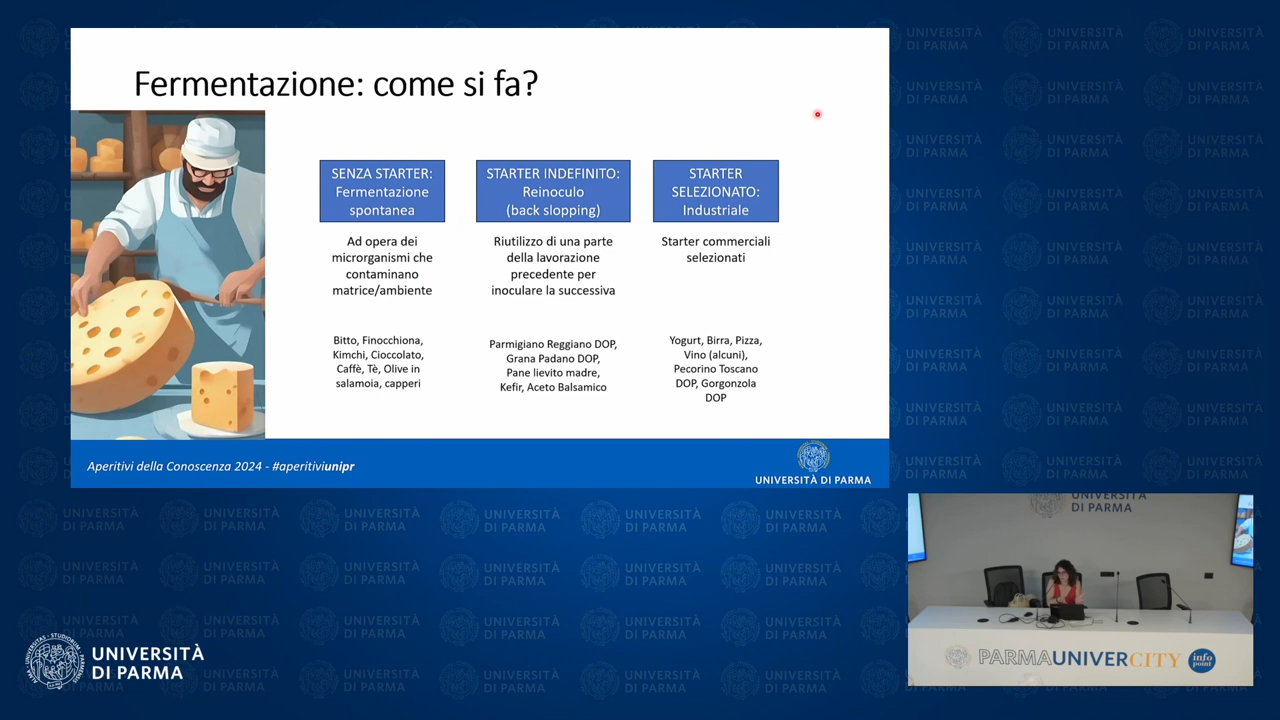 Fermentazione: come si fa?
SENZA STARTER:
Fermentazione
spontanea
Ad opera dei
microrganismi che
contaminano
matrice/ambiente
Bitto, Finocchiona,
Kimchi, Cioccolato,
Caffè, Tè, Olive in
salamoia, capperi
STARTER INDEFINITO:
Reinoculo
(back slopping)
Riutilizzo di una parte
della lavorazione
precedente per
inoculare la successiva
Parmigiano Reggiano DOP,
Grana Padano DOP,
Pane lievito madre,
Kefir, Aceto Balsamico
STARTER
SELEZIONATO:
Industriale
Starter commerciali
selezionati
Yogurt, Birra, Pizza,
Vino (alcuni),
Pecorino Toscano
DOP, Gorgonzola
DOP
Aperitivi della Conoscenza 2024 - #aperitiviunipr
UNIVERSITÀ DI PARMA
UNIVERSITÀ
DI PARMA
PARMAUNIVERCITY info point
UNIVERSITÀ
DI PARMA